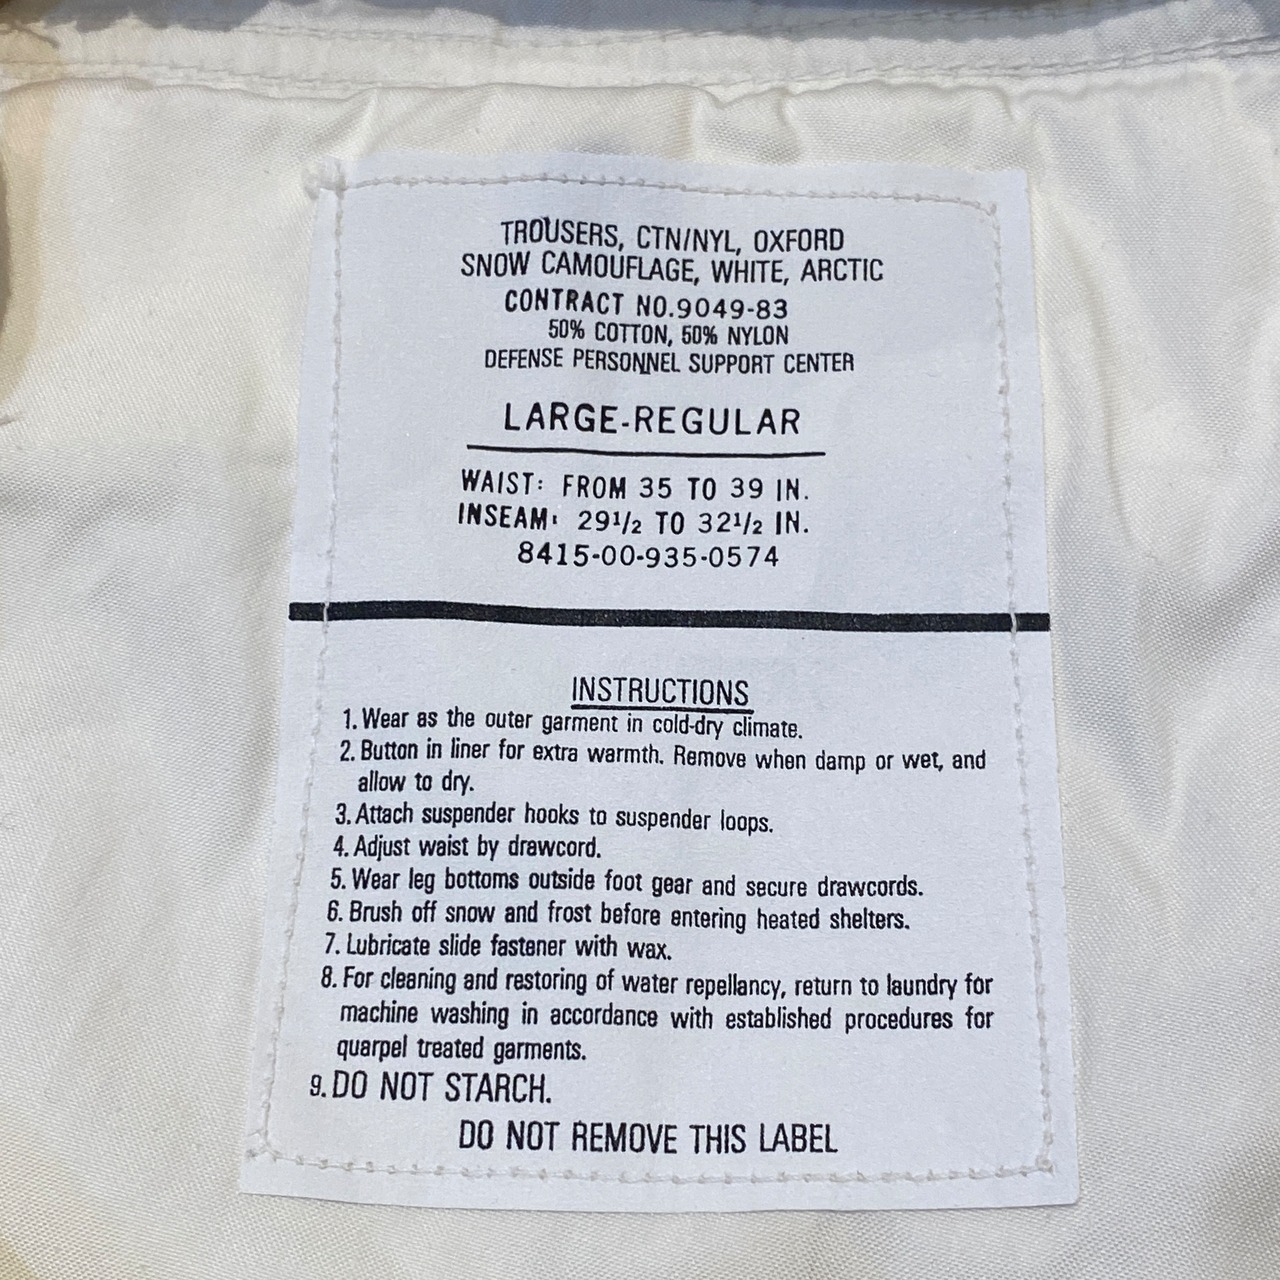 TROUSERS, CTN/NYL, OXFORD
SNOW CAMOUFLAGE, WHITE, ARCTIC
CONTRACT NO.9049-83
50% COTTON, 50% NYLON
DEFENSE PERSONNEL SUPPORT CENTER
LARGE-REGULAR
WAIST: FROM 35 TO 39 IN.
INSEAM: 29 1/2 TO 32 1/2 IN.
8415-00-935-0574
INSTRUCTIONS
1. Wear as the outer garment in cold-dry climate.
2. Button in liner for extra warmth. Remove when damp or wet, and
allow to dry.
3. Attach suspender hooks to suspender loops.
4. Adjust waist by drawcord.
5. Wear leg bottoms outside foot gear and secure drawcords.
6. Brush off snow and frost before entering heated shelters.
7. Lubricate slide fastener with wax.
8. For cleaning and restoring of water repellancy, return to laundry for
machine washing in accordance with established procedures for
quarpel treated garments.
9. DO NOT STARCH.
DO NOT REMOVE THIS LABEL